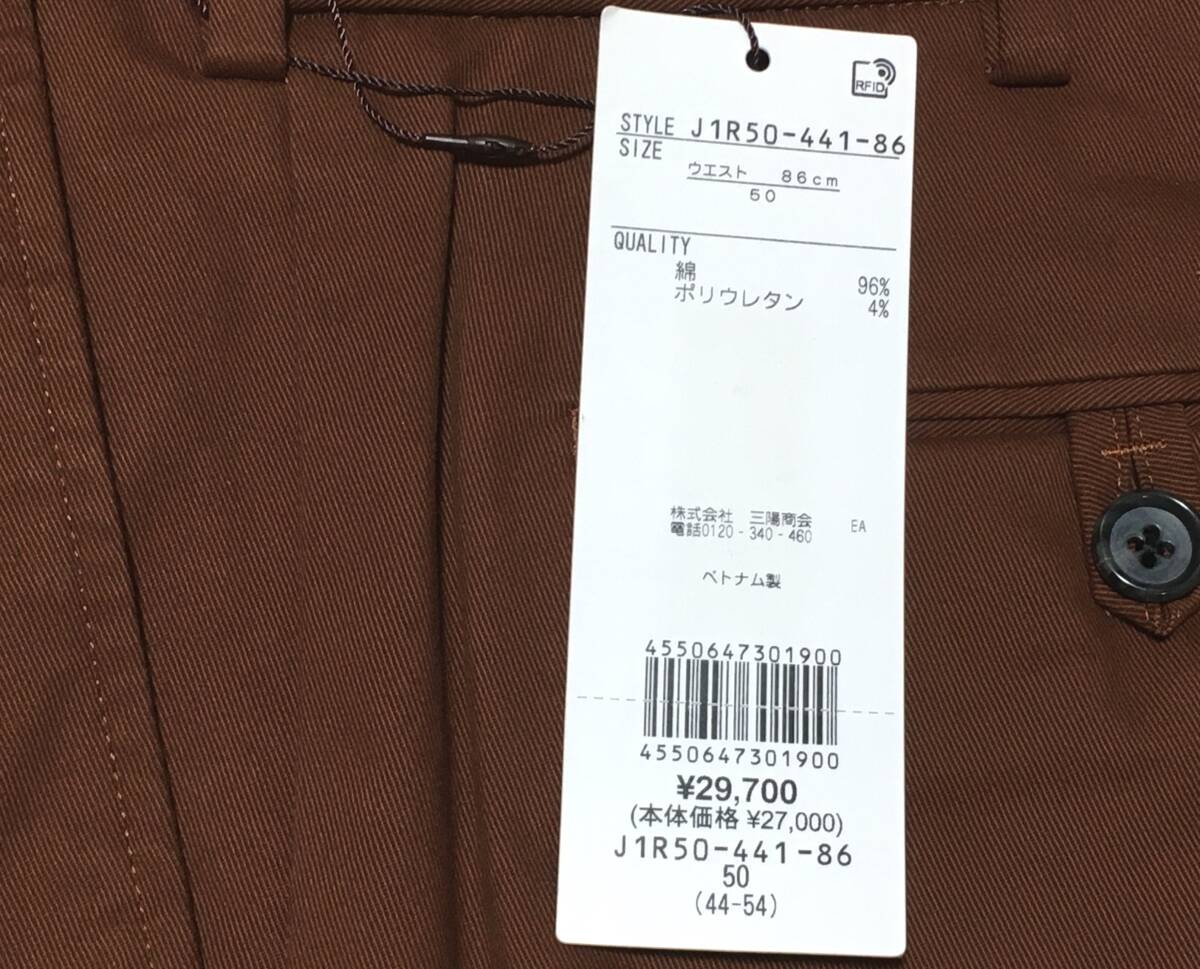 RFID
STYLE J1R50-441-86
SIZE
ウエスト 86cm
50
QUALITY
綿 96%
ポリウレタン 4%
株式会社 三陽商会 EA
電話0120-340-460
ベトナム製
4550647301900
4550647301900
¥29,700
(本体価格 ¥27,000)
J1R50-441-86
50
(44-54)